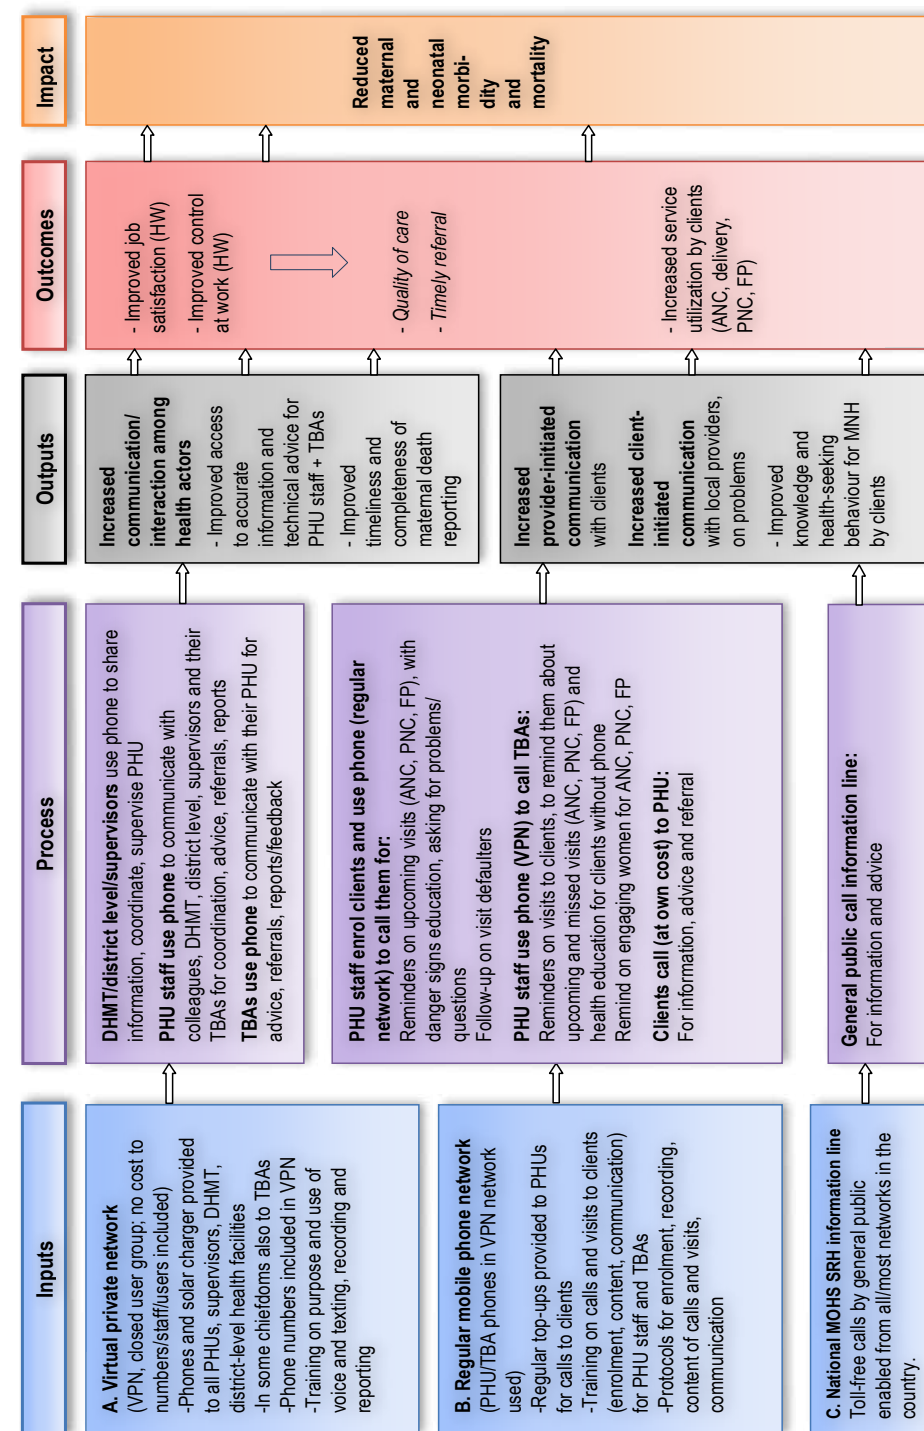 Inputs
Process
Outputs
Outcomes
Impact
A. Virtual private network
(VPN, closed user group; no cost to
numbers/staff/users included)
-Phones and solar charger provided
to all PHUs, supervisors, DHMT,
district-level health facilities
-In some chiefdoms also to TBAs
-Phone numbers included in VPN
-Training on purpose and use of
voice and texting, recording and
reporting
B. Regular mobile phone network
(PHU/TBA phones in VPN network
used)
-Regular top-ups provided to PHUs
for calls to clients
-Training on calls and visits to clients
(enrolment, content, communication)
for PHU staff and TBAs
-Protocols for enrolment, recording,
content of calls and visits,
communication
C. National MOHS SRH information line
Toll-free calls by general public
enabled from all/most networks in the
country.
DHMT/district level/supervisors use phone to share
information, coordinate, supervise PHU
PHU staff use phone to communicate with
colleagues, DHMT, district level, supervisors and their
TBAs for coordination, advice, referrals, reports
TBAs use phone to communicate with their PHU for
advice, referrals, reports/feedback
PHU staff enrol clients and use phone (regular
network) to call them for:
Reminders on upcoming visits (ANC, PNC, FP), with
danger signs education, asking for problems/
questions
Follow-up on visit defaulters
PHU staff use phone (VPN) to call TBAs:
Reminders on visits to clients, to remind them about
upcoming and missed visits (ANC, PNC, FP) and
health education for clients without phone
Remind on engaging women for ANC, PNC, FP
Clients call (at own cost) to PHU:
For information, advice and referral
General public call information line:
For information and advice
Increased
communication/
interaction among
health actors
- Improved access
to accurate
information and
technical advice for
PHU staff + TBAs
- Improved
timeliness and
completeness of
maternal death
reporting
Increased
provider-initiated
communication
with clients
Increased client-
initiated
communication
with local providers,
on problems
- Improved
knowledge and
health-seeking
behaviour for MNH
by clients
- Improved job
satisfaction (HW)
- Improved control
at work (HW)
- Quality of care
- Timely referral
- Increased service
utilization by clients
(ANC, delivery,
PNC, FP)
Reduced
maternal
and
neonatal
morbi-
dity
and
mortality